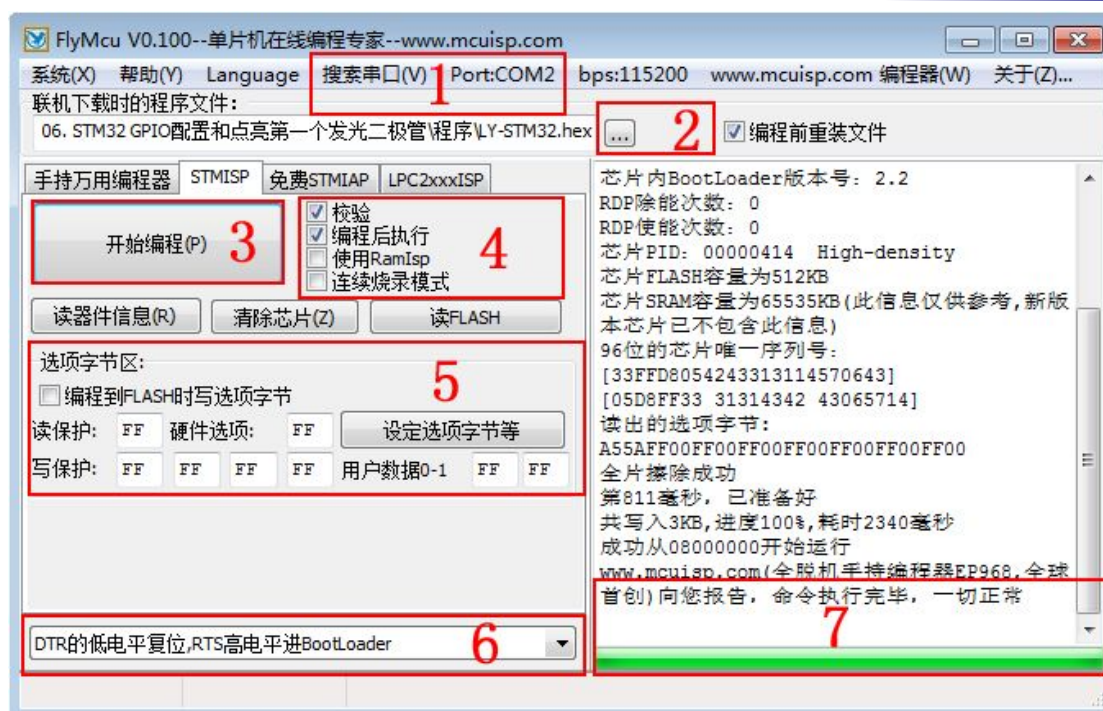 FlyMcu V0.100--单片机在线编程专家--www.mcuisp.com
系统(X) 帮助(Y) Language 搜索串口(V) Port:COM2 bps:115200 www.mcuisp.com 编程器(W) 关于(Z)...
1
联机下载时的程序文件:
06. STM32 GPIO配置和点亮第一个发光二极管\程序\LY-STM32.hex ... 2 编程前重装文件
手持万用编程器 STMISP 免费STMIAP LPC2xxxISP
开始编程(P) 3
校验
编程后执行
使用RamIsp
连续烧录模式
4
读器件信息(R) 清除芯片(Z) 读FLASH
选项字节区:
5
编程到FLASH时写选项字节
读保护: FF 硬件选项: FF 设定选项字节等
写保护: FF FF FF FF 用户数据0-1 FF FF
DTR的低电平复位,RTS高电平进BootLoader 6
芯片内BootLoader版本号: 2.2
RDP除能次数: 0
RDP使能次数: 0
芯片PID: 00000414 High-density
芯片FLASH容量为512KB
芯片SRAM容量为65535KB(此信息仅供参考,新版
本芯片已不包含此信息)
96位的芯片唯一序列号:
[33FFD8054243313114570643]
[05D8FF33 31314342 43065714]
读出的选项字节:
A55AFF00FF00FF00FF00FF00FF00FF00
全片擦除成功
第811毫秒, 已准备好
共写入3KB,进度100%,耗时2340毫秒
成功从08000000开始运行
www.mcuisp.com(全脱机手持编程器EP968,全球
首创)向您报告, 命令执行完毕, 一切正常
7